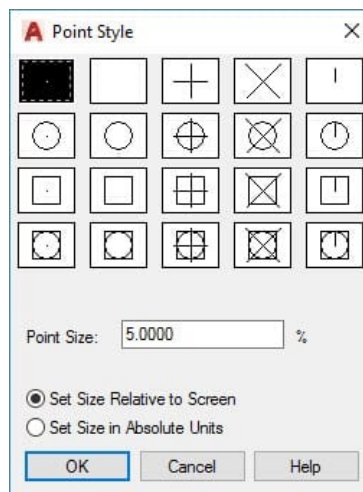 Point Style
Point Size: 5.0000 %
Set Size Relative to Screen
Set Size in Absolute Units
OK Cancel Help